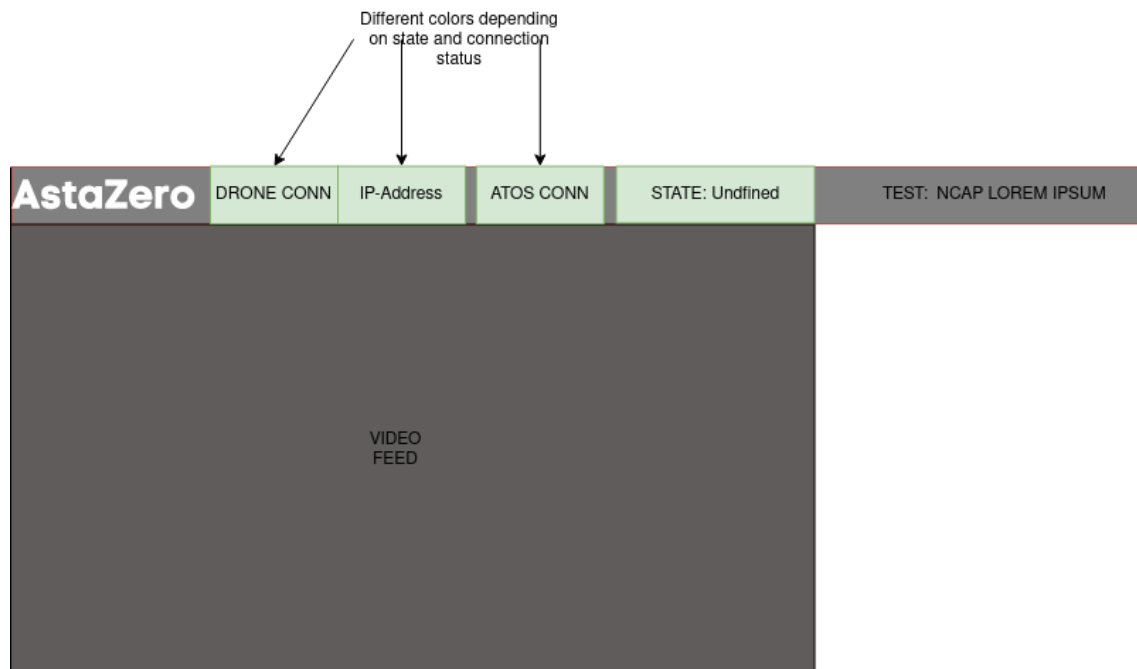 Different colors depending
on state and connection
status
AstaZero
DRONE CONN
IP-Address
ATOS CONN
STATE: Undfined
TEST: NCAP LOREM IPSUM
VIDEO
FEED